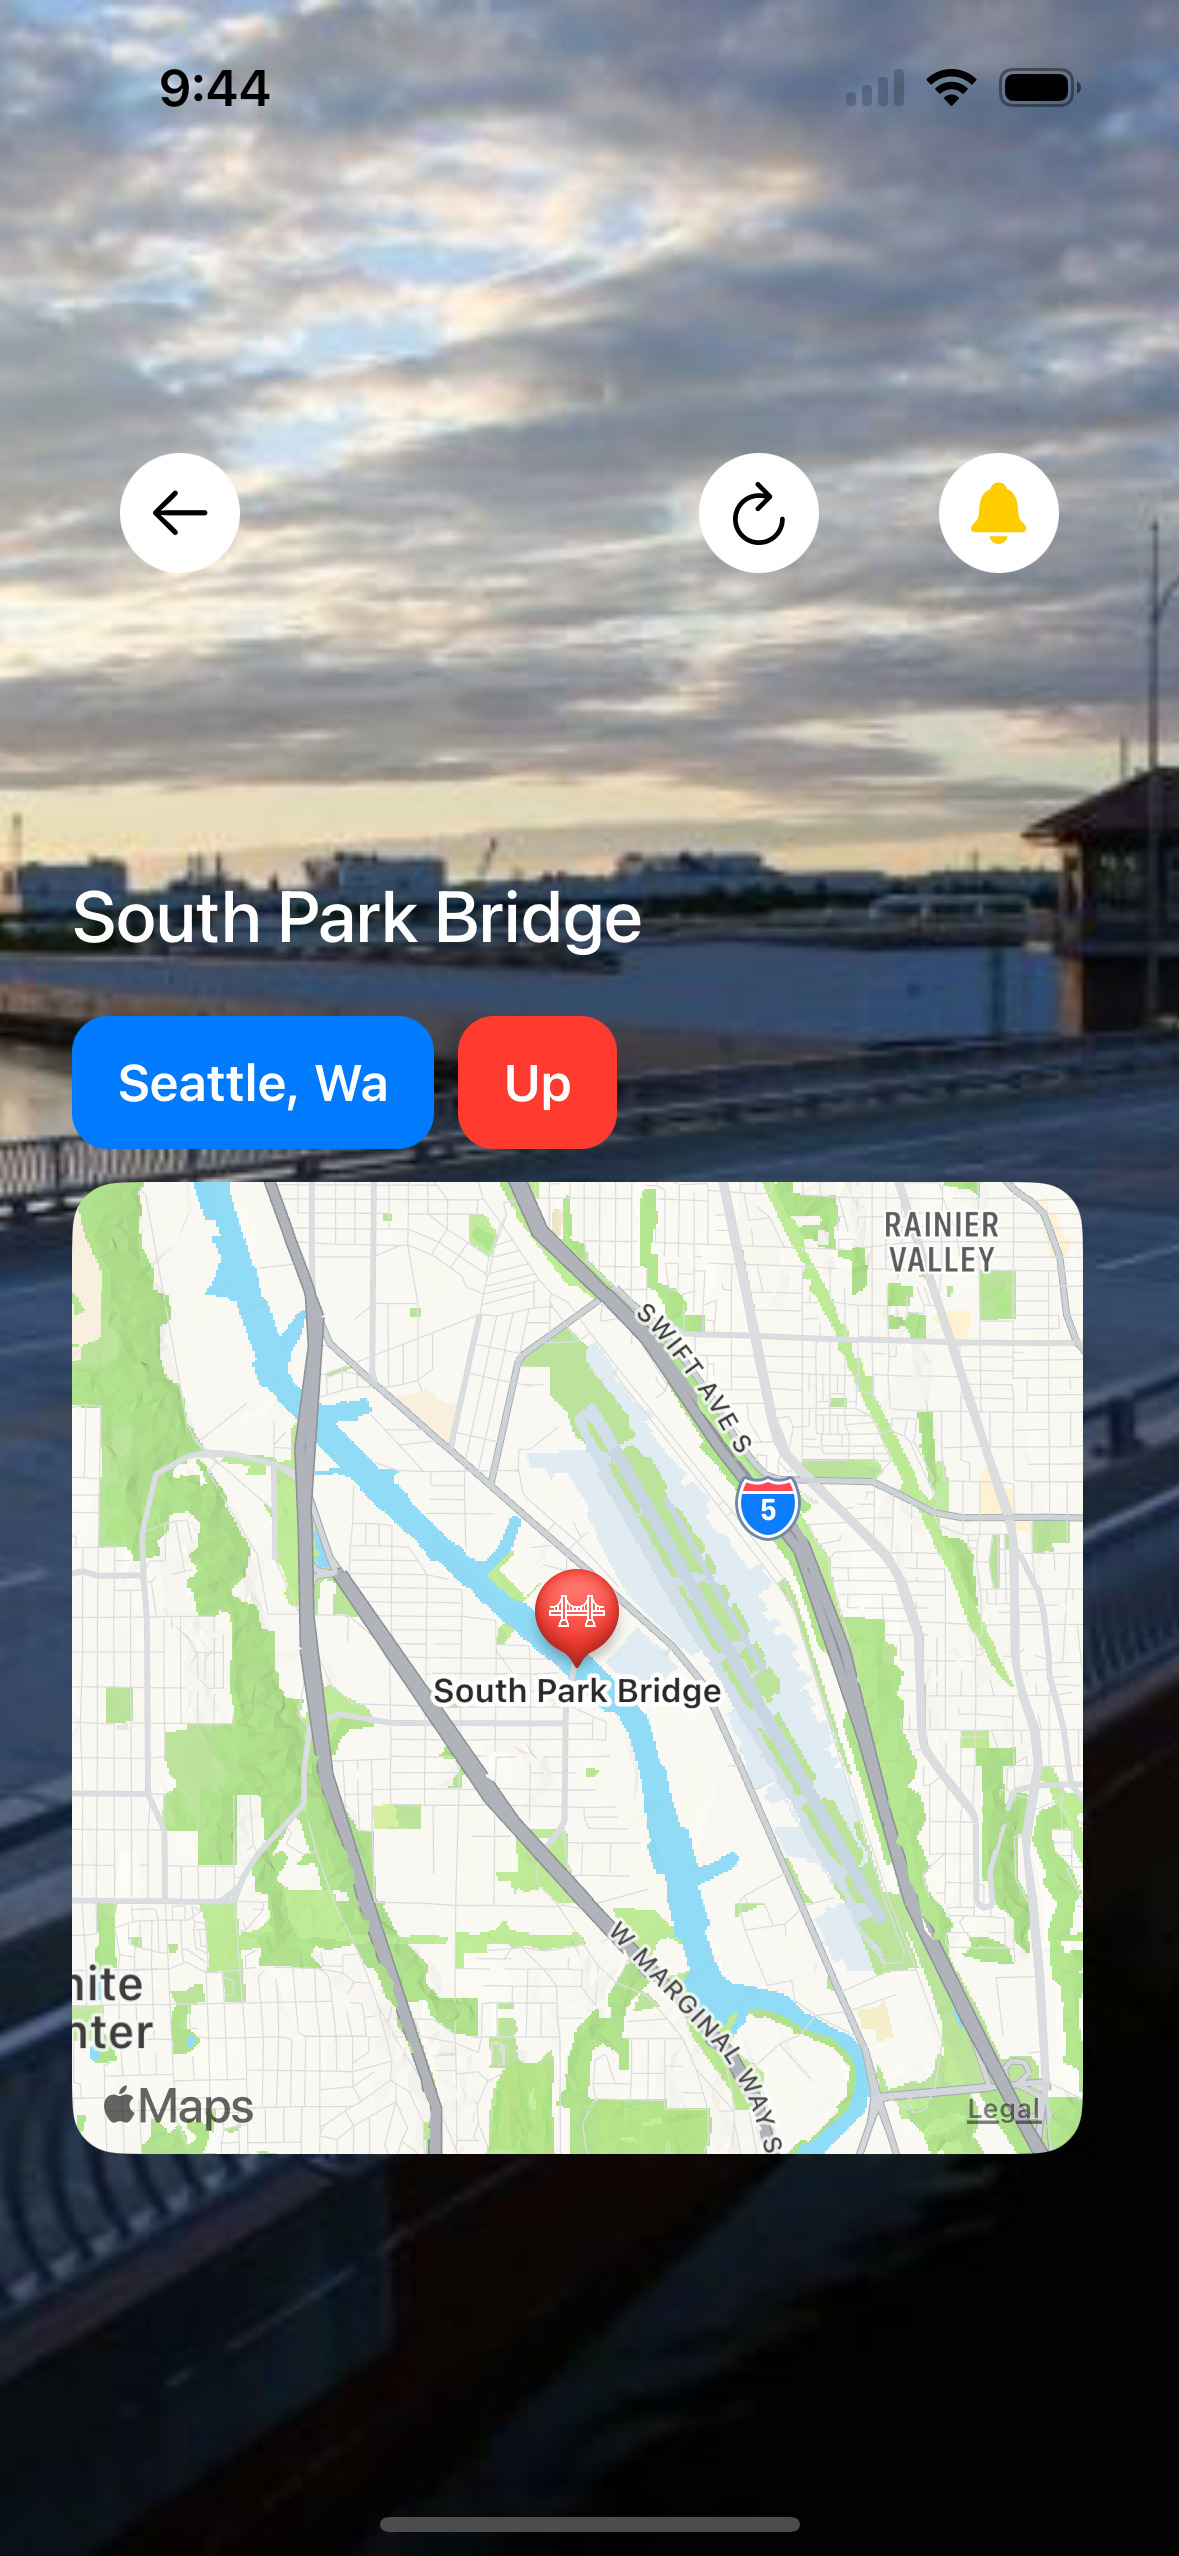 9:44
South Park Bridge
Seattle, Wa
Up
RAINIER
VALLEY
SWIFT AVE S
5
South Park Bridge
W MARGINAL WAY S
nite
nter
Maps
Legal